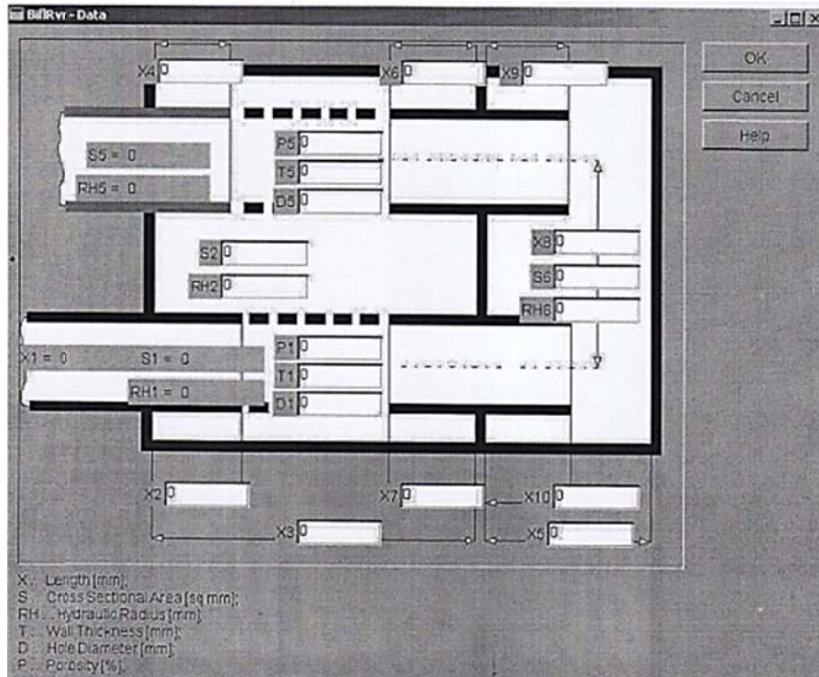 BiflRvr - Data
X4 0 X6 0 X9 0
OK
Cancel
Help
P5 0
S5 = 0
T5 0
RH5 = 0
D5 0
S2 0
X8 0
RH2 0
S6 0
RH6 0
P1 0
X1 = 0 S1 = 0
T1 0
RH1 = 0
D1 0
X2 0 X7 0 X10 0
X3 0 X5 0
X... Length [mm];
S... Cross Sectional Area [sq mm];
RH... Hydraulic Radius [mm];
T... Wall Thickness [mm];
D... Hole Diameter [mm];
P... Porosity [%],